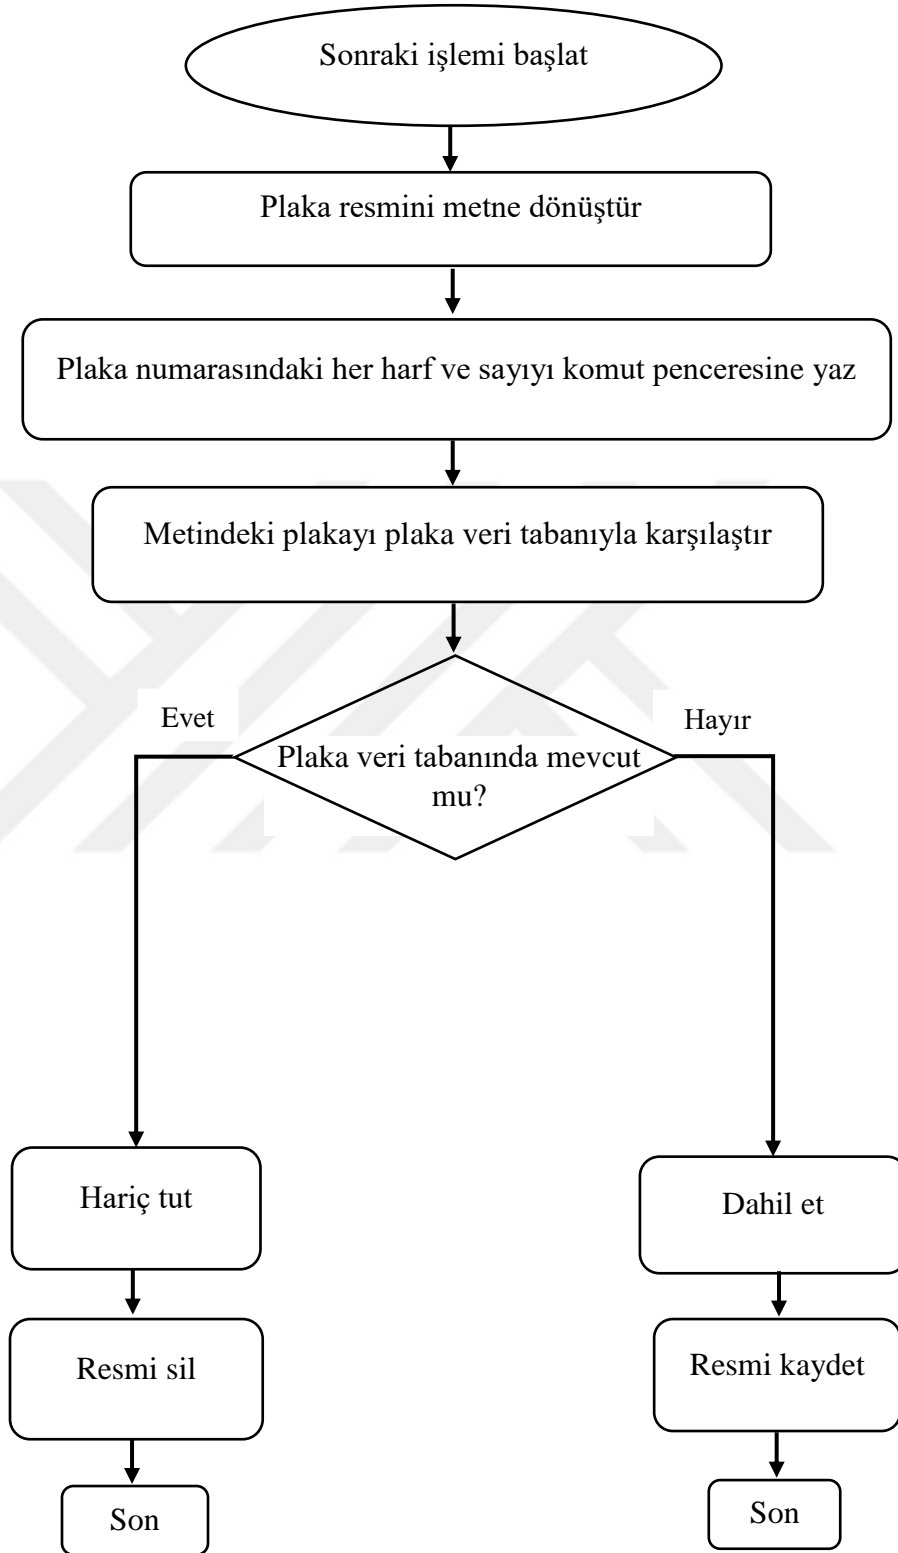 Sonraki işlemi başlat
Plaka resmini metne dönüştür
Plaka numarasındaki her harf ve sayıyı komut penceresine yaz
Metindeki plakayı plaka veri tabanıyla karşılaştır
Evet
Hayır
Plaka veri tabanında mevcut
mu?
Hariç tut
Dahil et
Resmi sil
Resmi kaydet
Son
Son